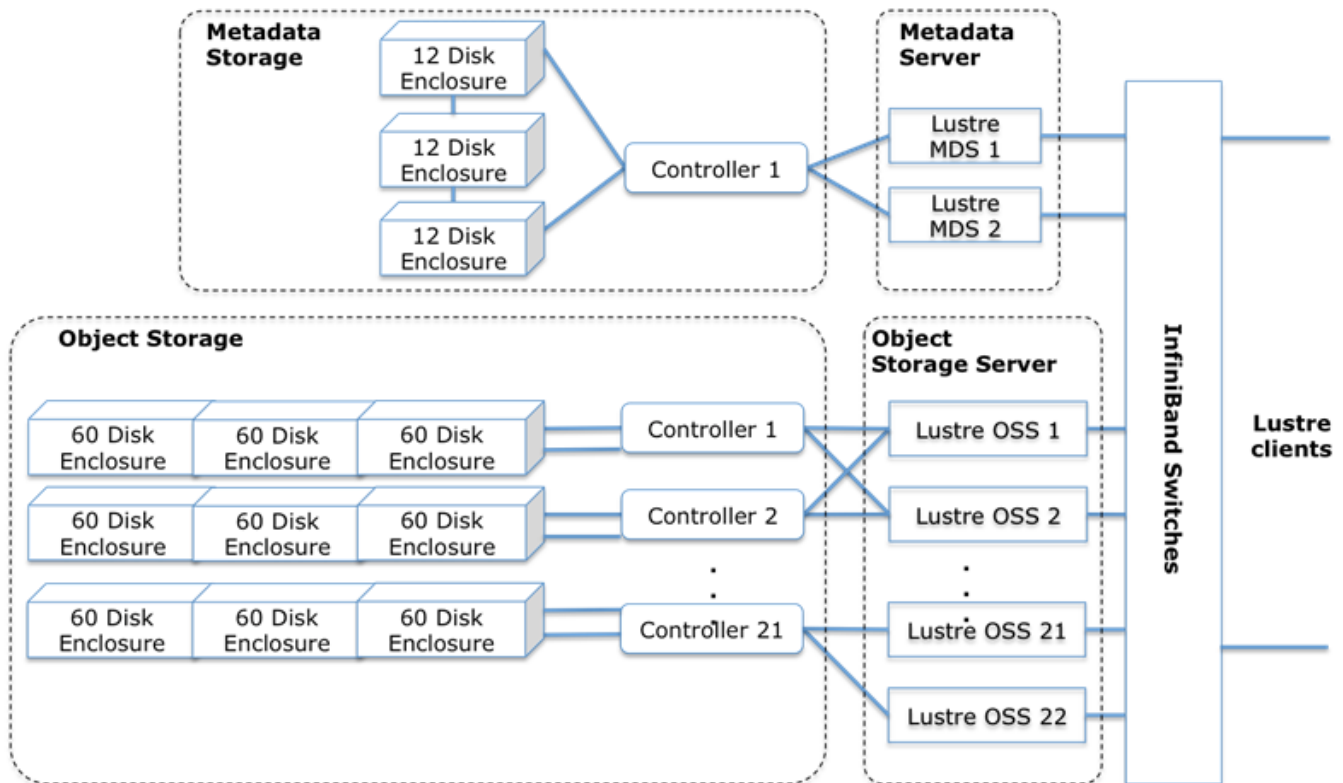 Metadata
Storage
12 Disk
Enclosure
12 Disk
Enclosure
12 Disk
Enclosure
Controller 1
Metadata
Server
Lustre
MDS 1
Lustre
MDS 2
Object Storage
60 Disk
Enclosure
60 Disk
Enclosure
60 Disk
Enclosure
Controller 1
60 Disk
Enclosure
60 Disk
Enclosure
60 Disk
Enclosure
Controller 2
60 Disk
Enclosure
60 Disk
Enclosure
60 Disk
Enclosure
Controller 21
Object
Storage Server
Lustre OSS 1
Lustre OSS 2
Lustre OSS 21
Lustre OSS 22
InfiniBand Switches
Lustre
clients